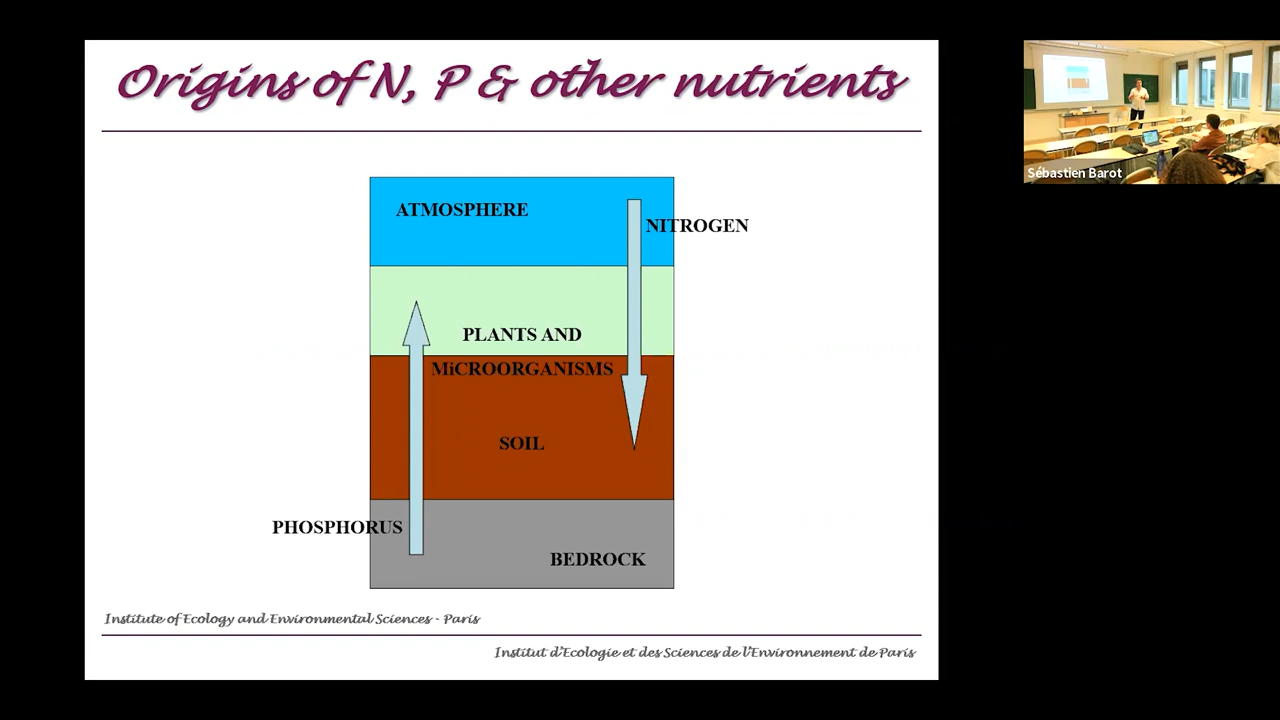 Origins of N, P & other nutrients
Sébastien Barot
ATMOSPHERE
NITROGEN
PLANTS AND
MiCROORGANISMS
SOIL
PHOSPHORUS
BEDROCK
Institute of Ecology and Environmental Sciences - Paris
Institut d'Ecologie et des Sciences de l'Environnement de Paris